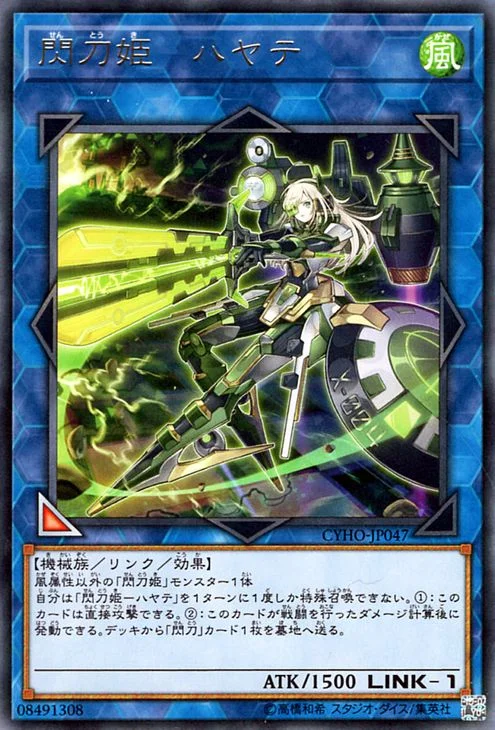 閃刀姫 ハヤテ
風
X-004
CYHO-JP047
【機械族／リンク／効果】
風属性以外の「閃刀姫」モンスター１体
自分は「閃刀姫－ハヤテ」を１ターンに１度しか特殊召喚できない。①：この
カードは直接攻撃できる。②：このカードが戦闘を行ったダメージ計算後に
発動できる。デッキから「閃刀」カード１枚を墓地へ送る。
ATK/1500 LINK-1
08491308 ©高橋和希 スタジオ・ダイス/集英社